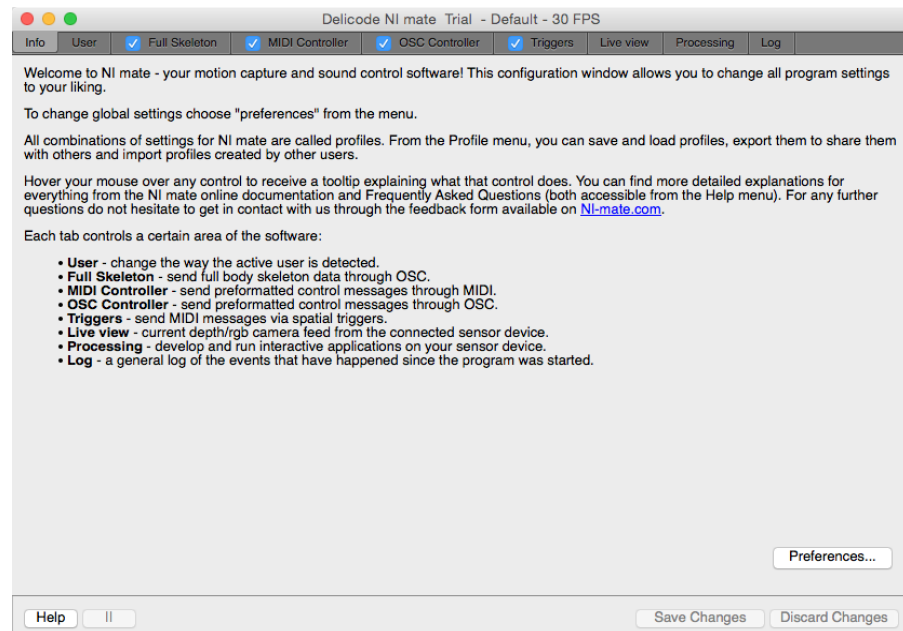 Delicode NI mate Trial - Default - 30 FPS
Info User Full Skeleton MIDI Controller OSC Controller Triggers Live view Processing Log
Welcome to NI mate - your motion capture and sound control software! This configuration window allows you to change all program settings
to your liking.
To change global settings choose "preferences" from the menu.
All combinations of settings for NI mate are called profiles. From the Profile menu, you can save and load profiles, export them to share them
with others and import profiles created by other users.
Hover your mouse over any control to receive a tooltip explaining what that control does. You can find more detailed explanations for
everything from the NI mate online documentation and Frequently Asked Questions (both accessible from the Help menu). For any further
questions do not hesitate to get in contact with us through the feedback form available on NI-mate.com.
Each tab controls a certain area of the software:
• User - change the way the active user is detected.
• Full Skeleton - send full body skeleton data through OSC.
• MIDI Controller - send preformatted control messages through MIDI.
• OSC Controller - send preformatted control messages through OSC.
• Triggers - send MIDI messages via spatial triggers.
• Live view - current depth/rgb camera feed from the connected sensor device.
• Processing - develop and run interactive applications on your sensor device.
• Log - a general log of the events that have happened since the program was started.
Preferences...
Help II Save Changes Discard Changes